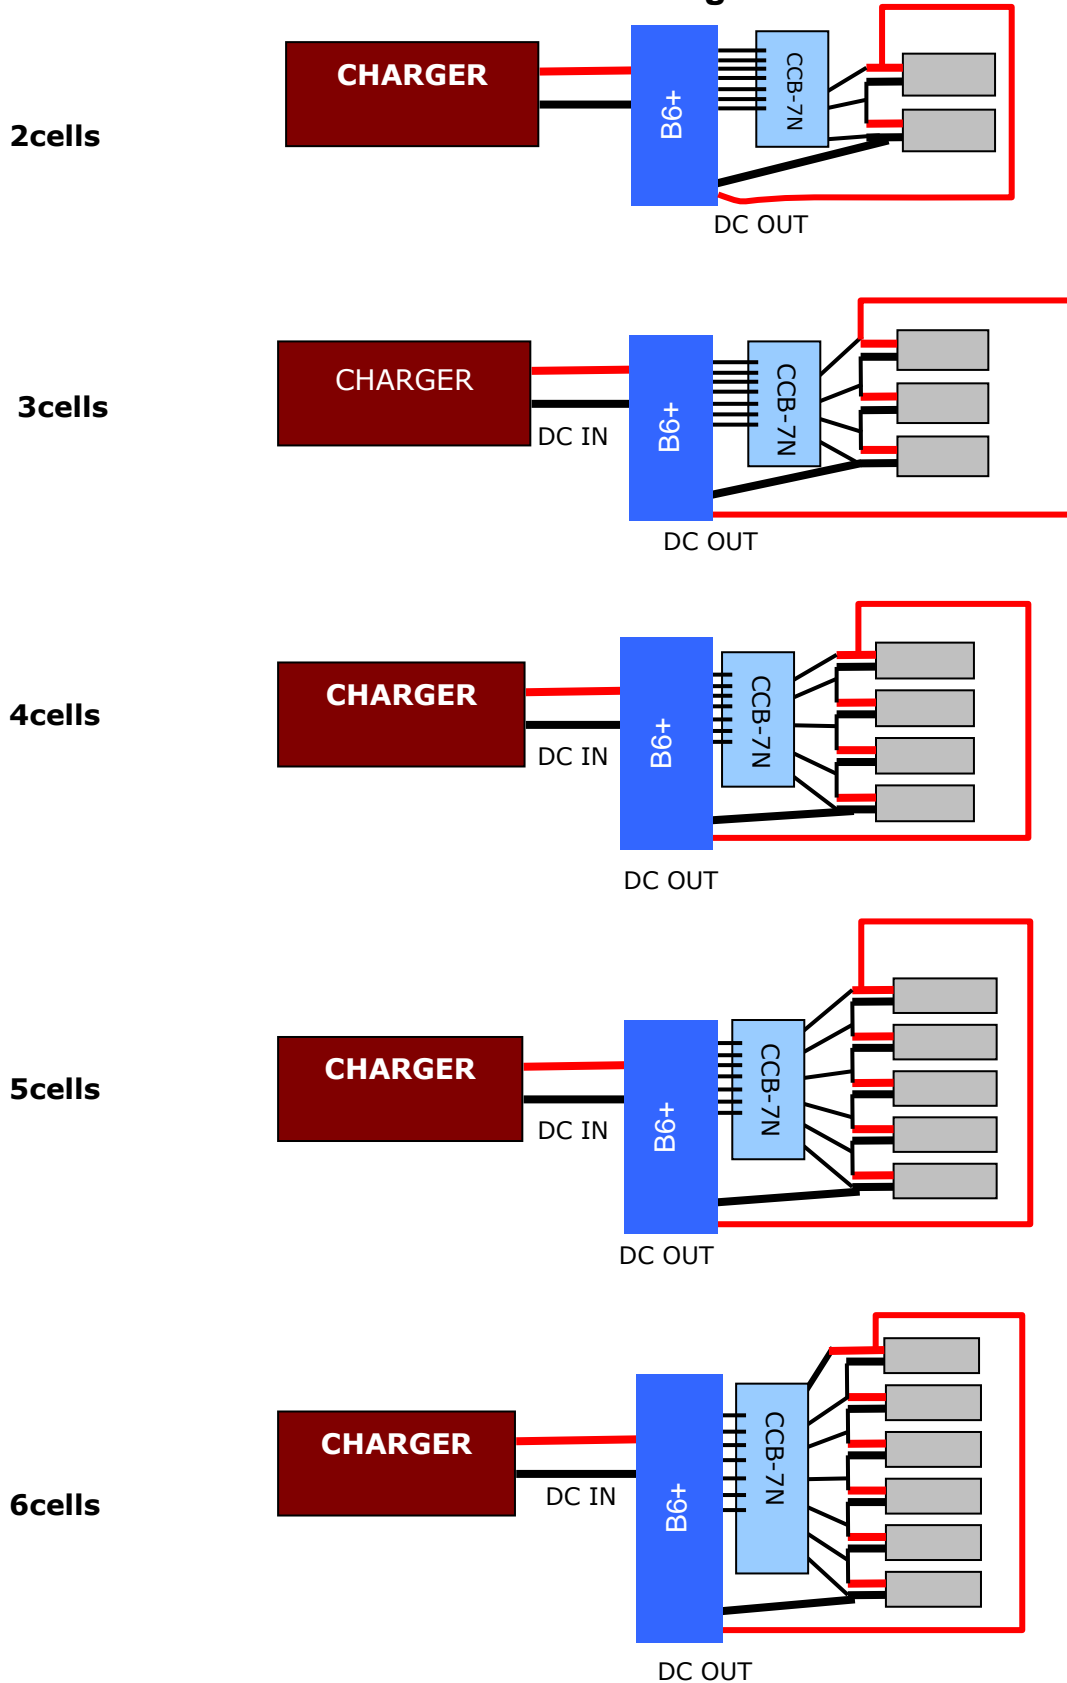 2cells
CHARGER
B6+
CCB-7N
DC OUT
3cells
CHARGER
DC IN
B6+
CCB-7N
DC OUT
4cells
CHARGER
DC IN
B6+
CCB-7N
DC OUT
5cells
CHARGER
DC IN
B6+
CCB-7N
DC OUT
6cells
CHARGER
DC IN
B6+
CCB-7N
DC OUT